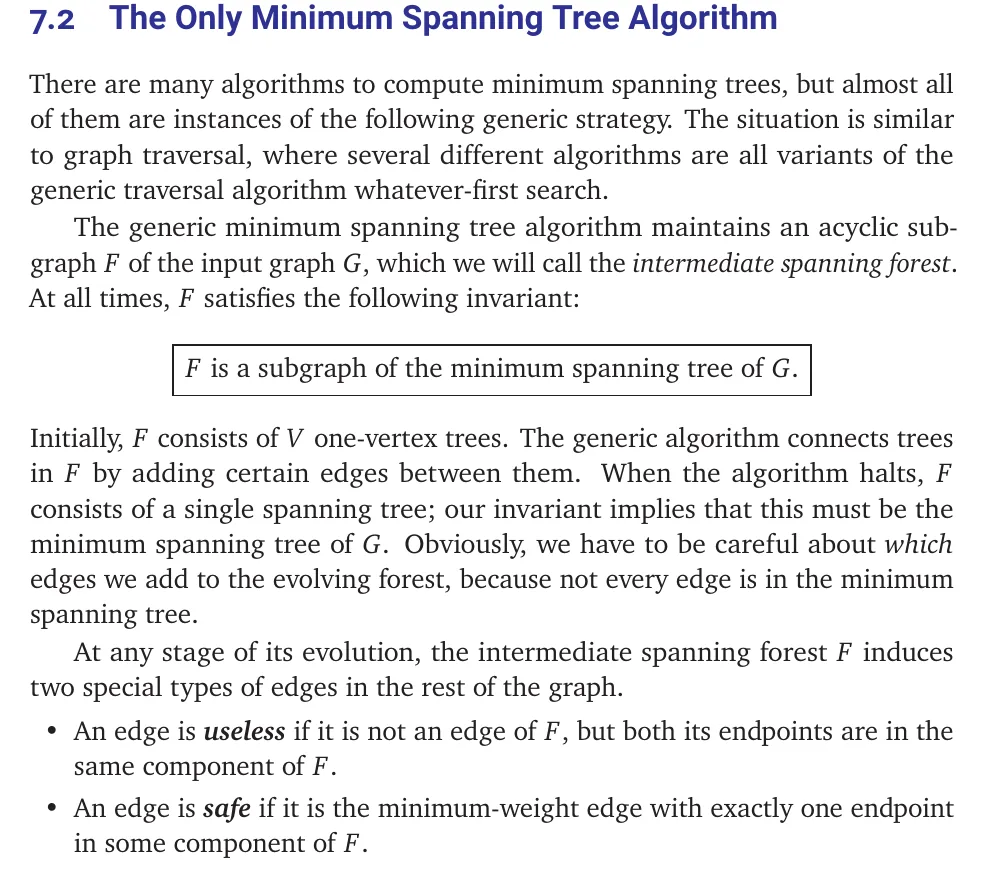 7.2 The Only Minimum Spanning Tree Algorithm
There are many algorithms to compute minimum spanning trees, but almost all
of them are instances of the following generic strategy. The situation is similar
to graph traversal, where several different algorithms are all variants of the
generic traversal algorithm whatever-first search.
The generic minimum spanning tree algorithm maintains an acyclic sub-
graph F of the input graph G, which we will call the intermediate spanning forest.
At all times, F satisfies the following invariant:
F is a subgraph of the minimum spanning tree of G.
Initially, F consists of V one-vertex trees. The generic algorithm connects trees
in F by adding certain edges between them. When the algorithm halts, F
consists of a single spanning tree; our invariant implies that this must be the
minimum spanning tree of G. Obviously, we have to be careful about which
edges we add to the evolving forest, because not every edge is in the minimum
spanning tree.
At any stage of its evolution, the intermediate spanning forest F induces
two special types of edges in the rest of the graph.
• An edge is useless if it is not an edge of F, but both its endpoints are in the
same component of F.
• An edge is safe if it is the minimum-weight edge with exactly one endpoint
in some component of F.